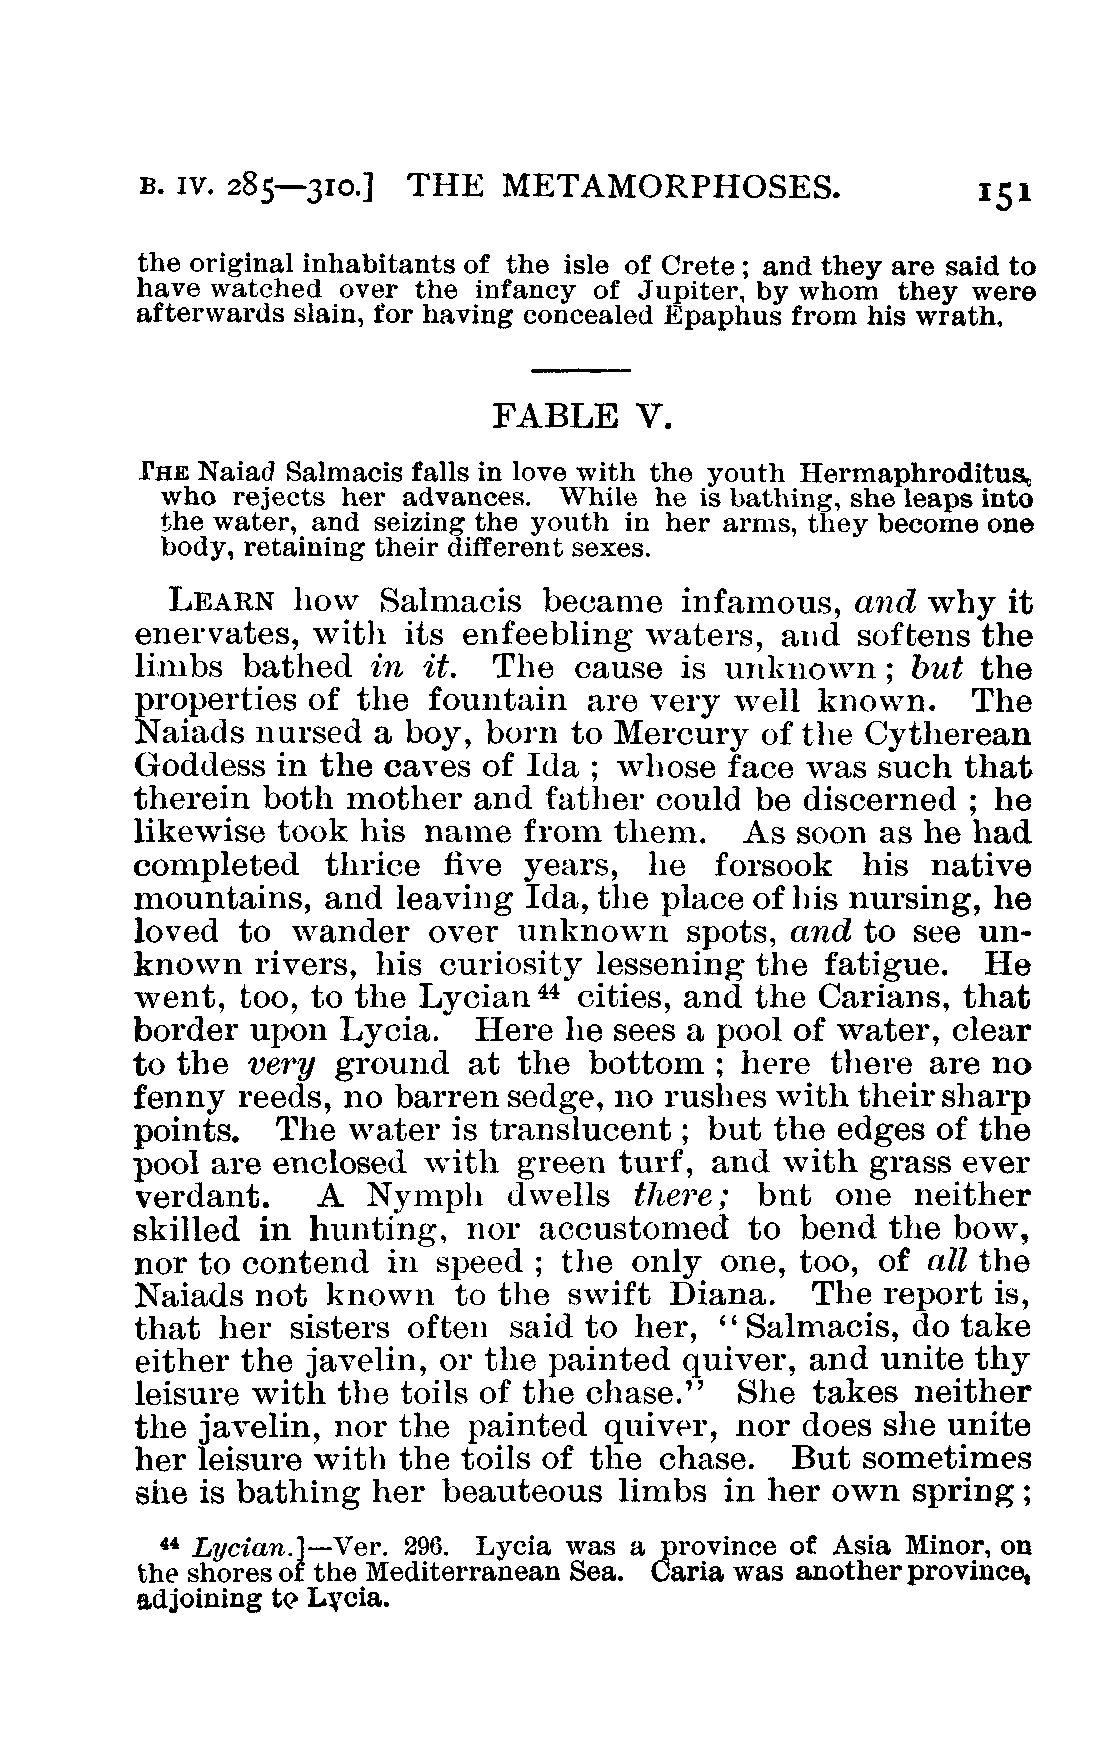 B. IV. 285—310.] THE METAMORPHOSES. 151
the original inhabitants of the isle of Crete; and they are said to
have watched over the infancy of Jupiter, by whom they were
afterwards slain, for having concealed Epaphus from his wrath.
FABLE V.
THE Naiad Salmacis falls in love with the youth Hermaphroditus,
who rejects her advances. While he is bathing, she leaps into
the water, and seizing the youth in her arms, they become one
body, retaining their different sexes.
LEARN how Salmacis became infamous, and why it
enervates, with its enfeebling waters, and softens the
limbs bathed in it. The cause is unknown; but the
properties of the fountain are very well known. The
Naiads nursed a boy, born to Mercury of the Cytherean
Goddess in the caves of Ida; whose face was such that
therein both mother and father could be discerned; he
likewise took his name from them. As soon as he had
completed thrice five years, he forsook his native
mountains, and leaving Ida, the place of his nursing, he
loved to wander over unknown spots, and to see un-
known rivers, his curiosity lessening the fatigue. He
went, too, to the Lycian 44 cities, and the Carians, that
border upon Lycia. Here he sees a pool of water, clear
to the very ground at the bottom; here there are no
fenny reeds, no barren sedge, no rushes with their sharp
points. The water is translucent; but the edges of the
pool are enclosed with green turf, and with grass ever
verdant. A Nymph dwells there; but one neither
skilled in hunting, nor accustomed to bend the bow,
nor to contend in speed; the only one, too, of all the
Naiads not known to the swift Diana. The report is,
that her sisters often said to her, "Salmacis, do take
either the javelin, or the painted quiver, and unite thy
leisure with the toils of the chase." She takes neither
the javelin, nor the painted quiver, nor does she unite
her leisure with the toils of the chase. But sometimes
she is bathing her beauteous limbs in her own spring;
44 Lycian.]—Ver. 296. Lycia was a province of Asia Minor, on
the shores of the Mediterranean Sea. Caria was another province,
adjoining to Lycia.